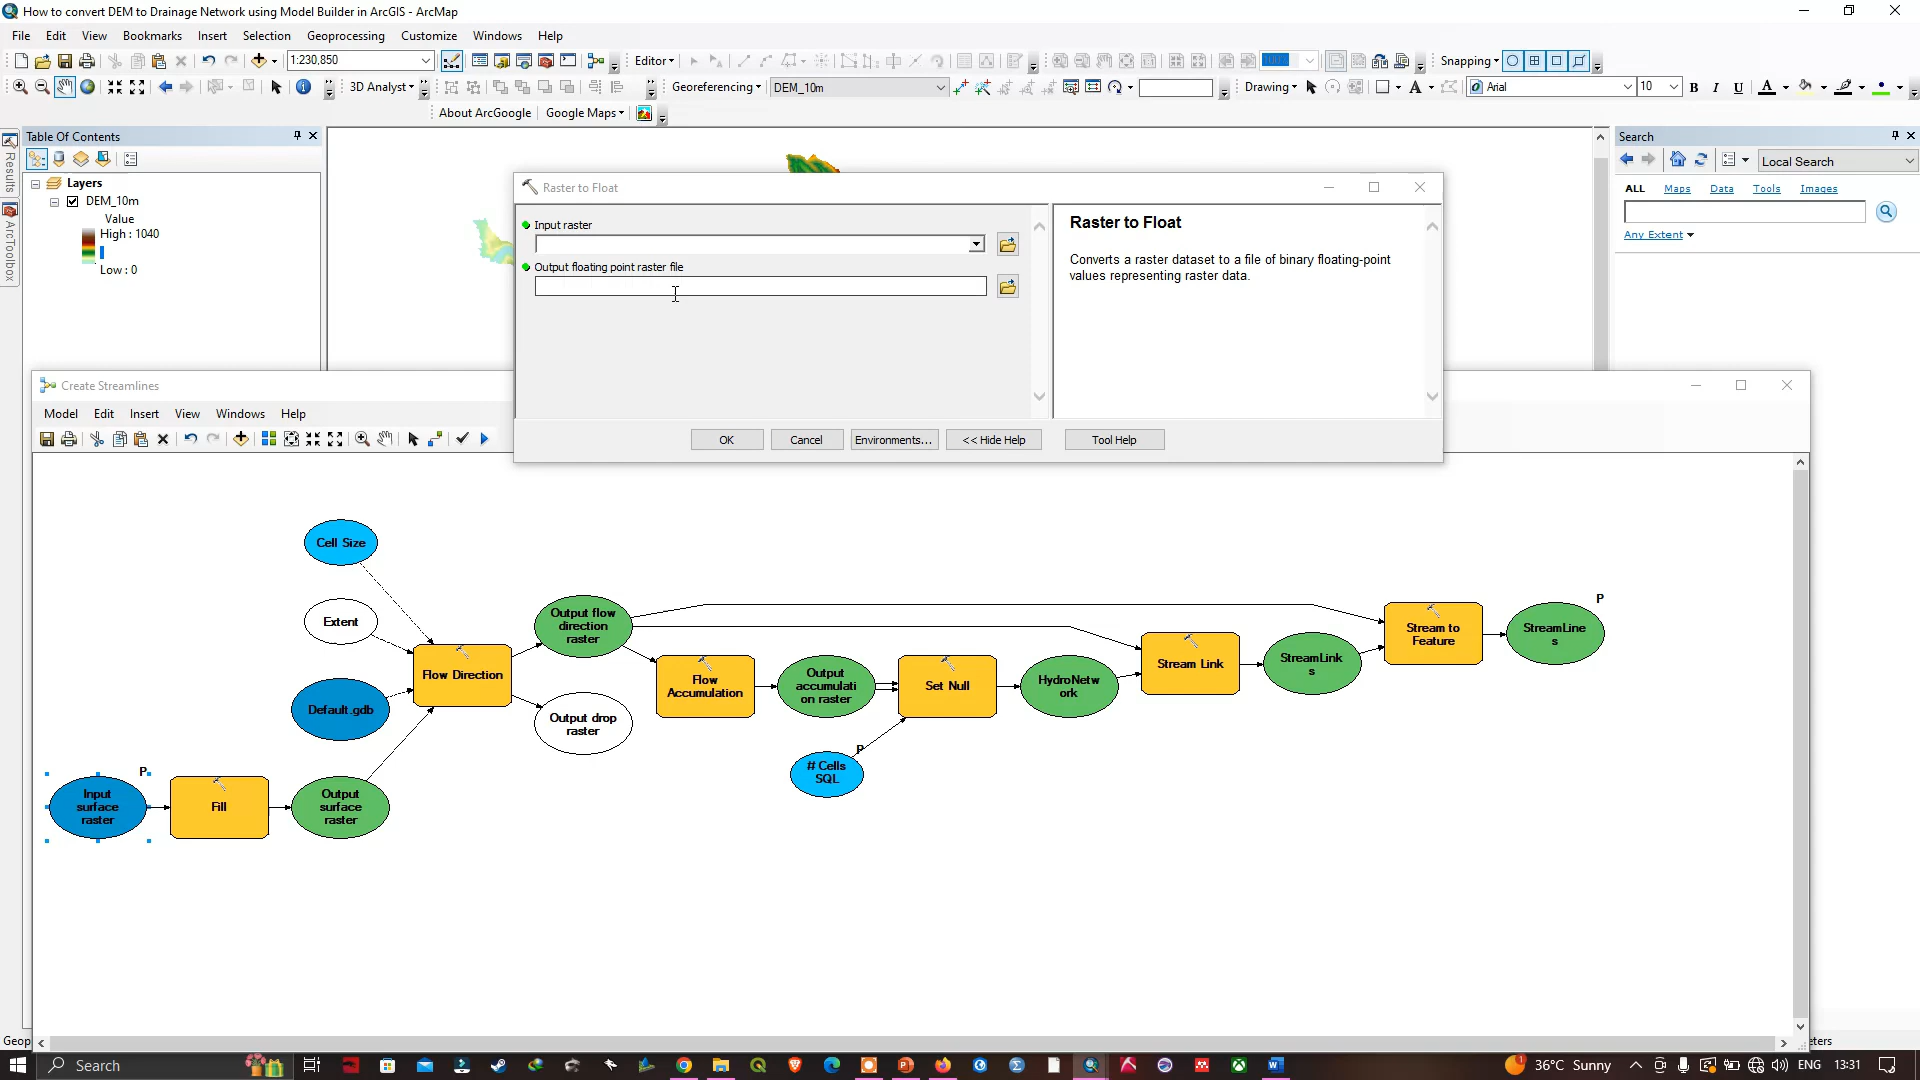 How to convert DEM to Drainage Network using Model Builder in ArcGIS - ArcMap
File Edit View Bookmarks Insert Selection Geoprocessing Customize Windows Help
1:230,850
Editor
Snapping
3D Analyst
Georeferencing
DEM_10m
Drawing
Arial
10
B I U A
About ArcGeology Google Maps
Table Of Contents
Layers
DEM_10m
Value
High : 1040
Low : 0
Results
ArcToolbox
Raster to Float
Input raster
Output floating point raster file
Raster to Float
Converts a raster dataset to a file of binary floating-point
values representing raster data.
OK Cancel Environments... << Hide Help Tool Help
Search
Local Search
ALL Maps Data Tools Images
Any Extent
Create Streamlines
Model Edit Insert View Windows Help
Cell Size
Extent
Default.gdb
Input
surface
raster
P
Fill
Output
surface
raster
Flow Direction
Output flow
direction
raster
Output drop
raster
Flow
Accumulation
Output
accumulati
on raster
# Cells
SQL
P
Set Null
HydroNetw
ork
Stream Link
StreamLink
s
Stream to
Feature
StreamLine
s
P
Geop
eters
Search
36°C Sunny
ENG
13:31